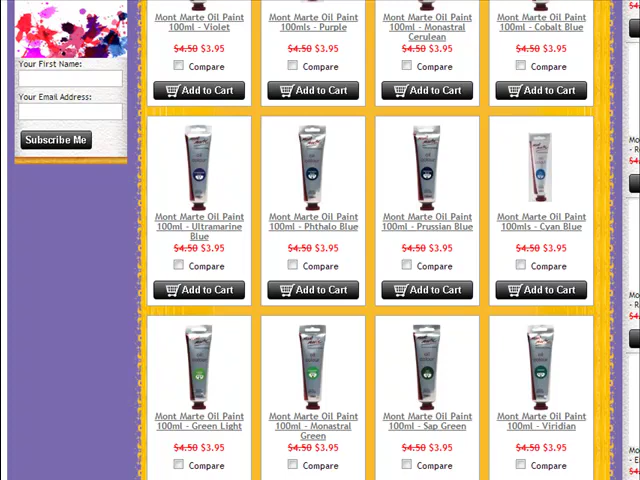 Your First Name:
Your Email Address:
Subscribe Me
Mont Marte Oil Paint
100ml - Violet
$4.50 $3.95
Compare
Add to Cart
Mont Marte Oil Paint
100mls - Purple
$4.50 $3.95
Compare
Add to Cart
Mont Marte Oil Paint
100ml - Monastral
Cerulean
$4.50 $3.95
Compare
Add to Cart
Mont Marte Oil Paint
100ml - Cobalt Blue
$4.50 $3.95
Compare
Add to Cart
Mont Marte Oil Paint
100ml - Ultramarine
Blue
$4.50 $3.95
Compare
Add to Cart
Mont Marte Oil Paint
100ml - Phthalo Blue
$4.50 $3.95
Compare
Add to Cart
Mont Marte Oil Paint
100ml - Prussian Blue
$4.50 $3.95
Compare
Add to Cart
Mont Marte Oil Paint
100mls - Cyan Blue
$4.50 $3.95
Compare
Add to Cart
Mont Marte Oil Paint
100ml - Green Light
$4.50 $3.95
Compare
Mont Marte Oil Paint
100ml - Monastral
Green
$4.50 $3.95
Compare
Mont Marte Oil Paint
100ml - Sap Green
$4.50 $3.95
Compare
Mont Marte Oil Paint
100ml - Viridian
$4.50 $3.95
Compare